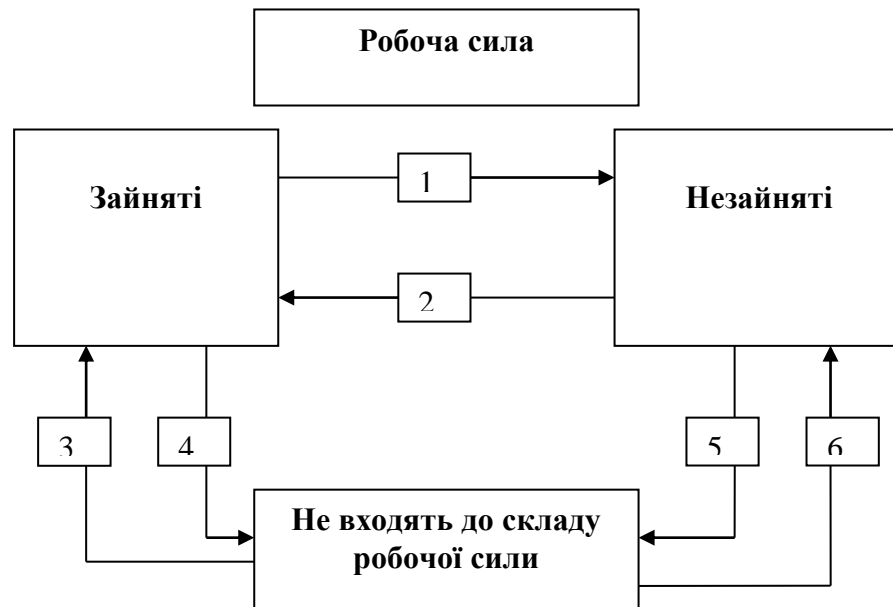 Робоча сила
Зайняті
1
Незайняті
2
3
4
5
6
Не входять до складу
робочої сили